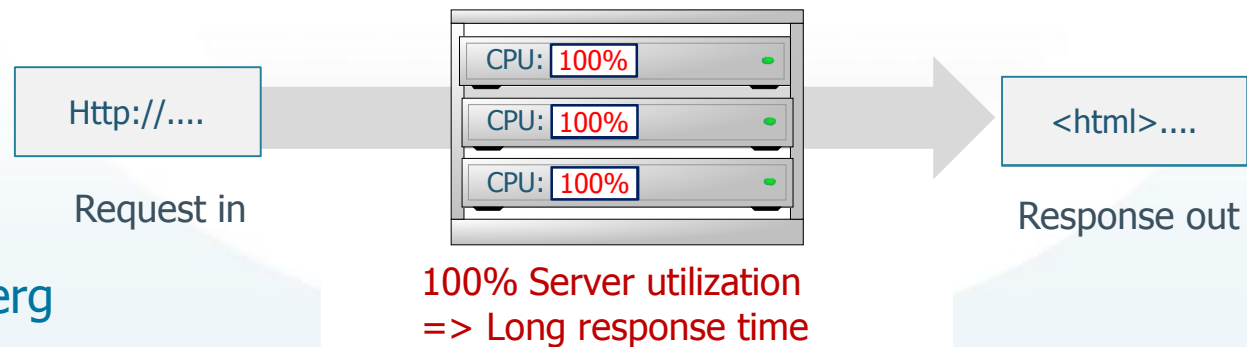 CPU: 100%
Http://....
CPU: 100%
<html>....
CPU: 100%
Request in
Response out
100% Server utilization
=> Long response time
erg